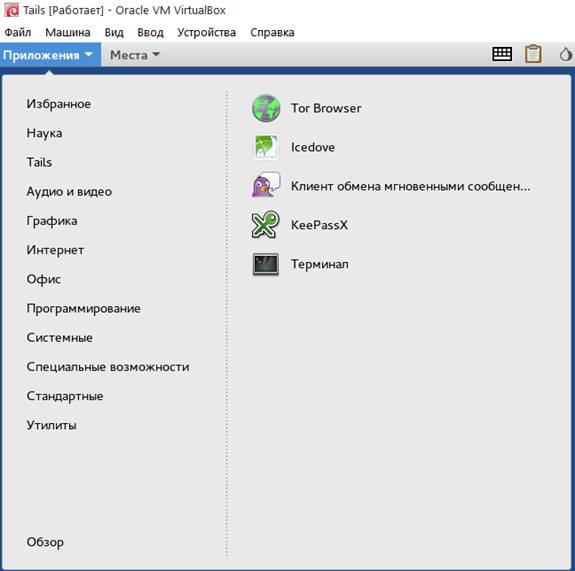 Tails [Работает] - Oracle VM VirtualBox
Файл Машина Вид Ввод Устройства Справка
Приложения Места
Избранное
Наука
Tails
Аудио и видео
Графика
Интернет
Офис
Программирование
Системные
Специальные возможности
Стандартные
Утилиты
Обзор
Tor Browser
Icedove
Клиент обмена мгновенными сообщен...
KeePassX
Терминал